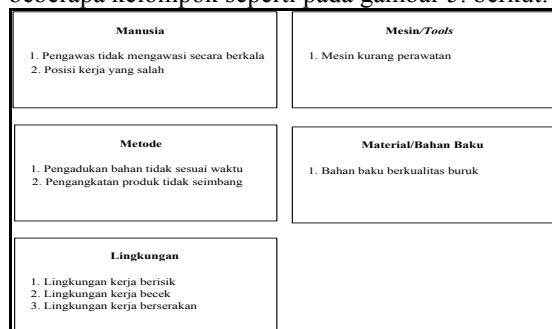 beberapa kelompok seperti pada gambar 5. berikut.
Manusia
1. Pengawas tidak mengawasi secara berkala
2. Posisi kerja yang salah
Mesin/Tools
1. Mesin kurang perawatan
Metode
1. Pengadukan bahan tidak sesuai waktu
2. Pengangkatan produk tidak seimbang
Material/Bahan Baku
1. Bahan baku berkualitas buruk
Lingkungan
1. Lingkungan kerja berisik
2. Lingkungan kerja becek
3. Lingkungan kerja berserakan